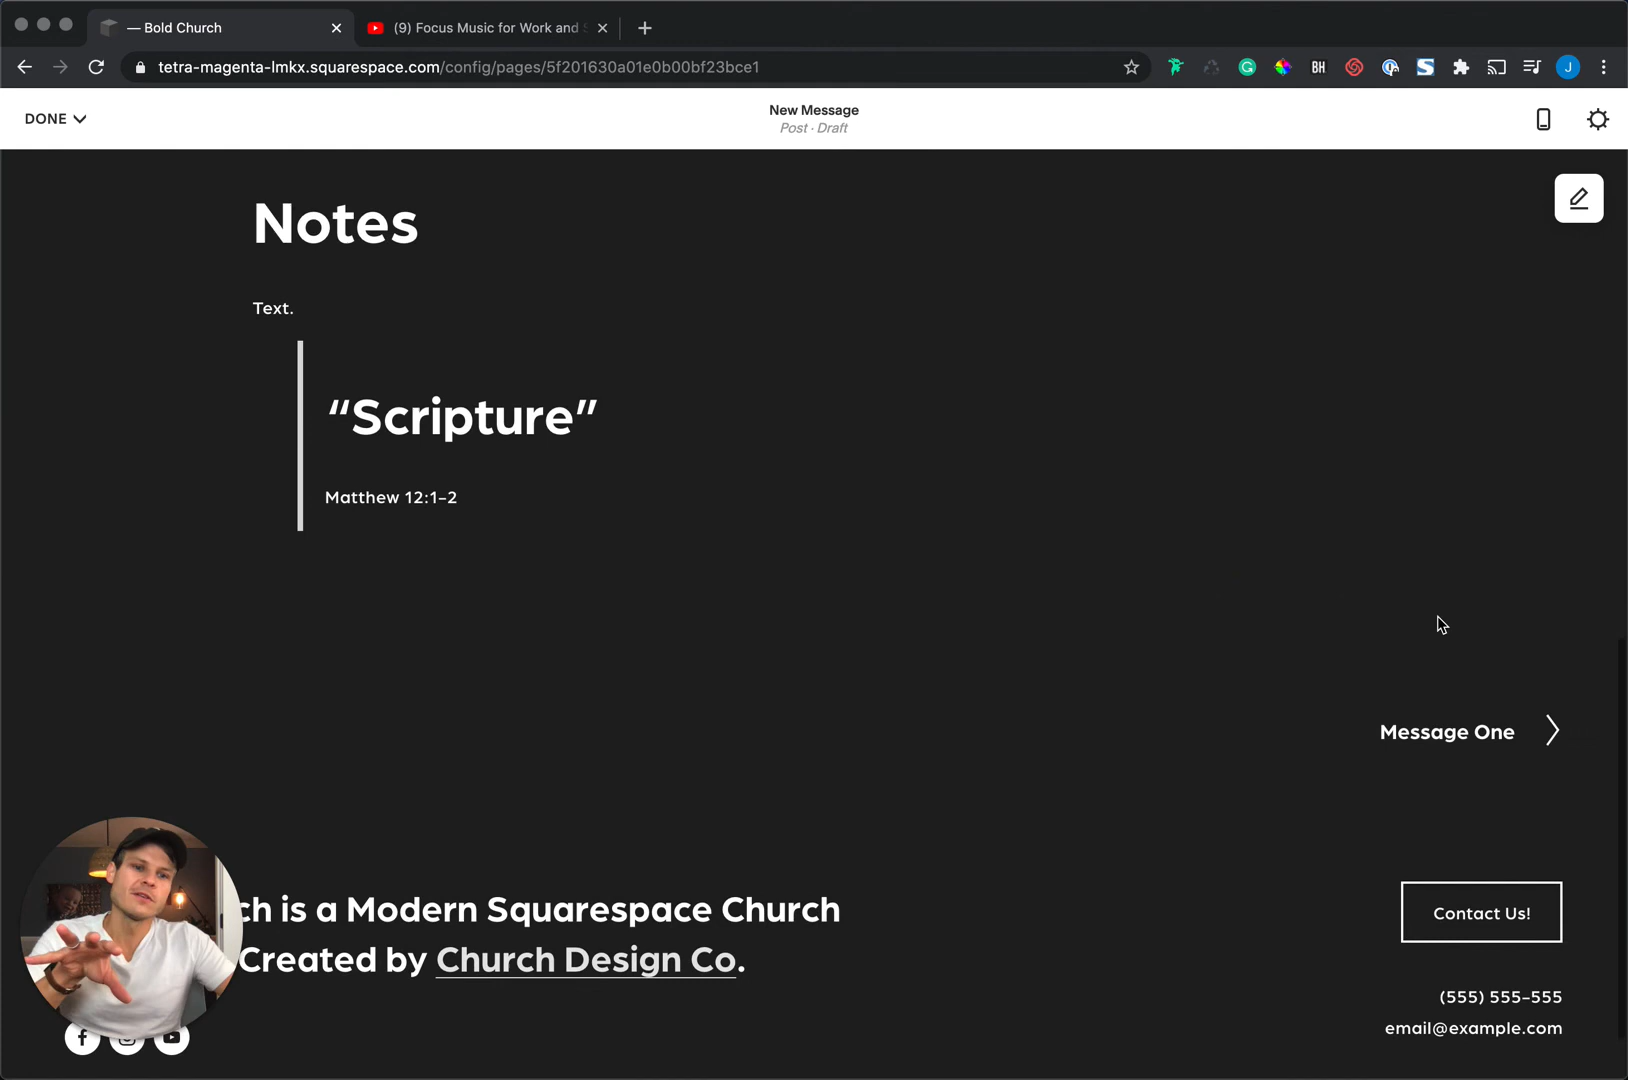 — Bold Church
(9) Focus Music for Work and
tetra-magenta-lmkx.squarespace.com/config/pages/5f201630a01e0b00bf23bce1
G
BH
S
J
DONE
New Message
Post · Draft
Notes
Text.
“Scripture”
Matthew 12:1–2
Message One
ch is a Modern Squarespace Church
Created by Church Design Co.
Contact Us!
(555) 555-555
email@example.com